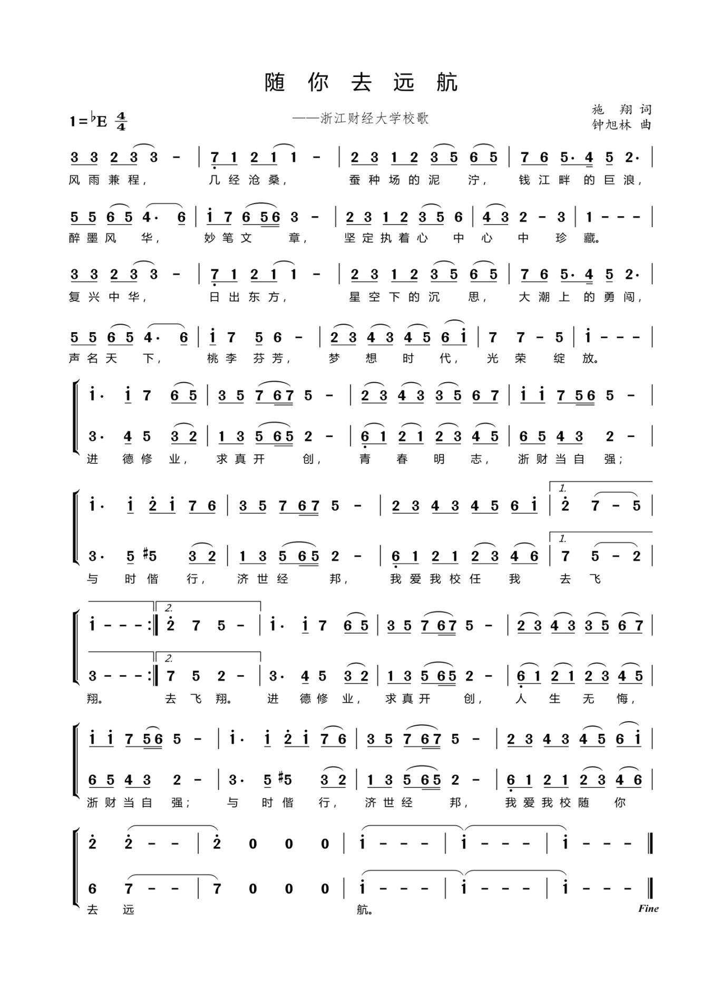 随你去远航
——浙江财经大学校歌
施 翔 词
1=♭E 4/4
钟旭林 曲
3 3 2 3 3 - | 7̣ 1 2 1 1 - | 2 3 1 2 3 5 6 5 | 7 6 5· 4 5 2· |
风雨兼程， 几经沧桑， 蚕种场的泥泞， 钱江畔的巨浪，
5 5 6 5 4· 6 | 1̇ 7 6 5 6 3 - | 2 3 1 2 3 5 6 | 4 3 2 - 3 | 1 - - - |
醉墨风华， 妙笔文章， 坚定执着心中心中珍藏。
3 3 2 3 3 - | 7̣ 1 2 1 1 - | 2 3 1 2 3 5 6 5 | 7 6 5· 4 5 2· |
复兴中华， 日出东方， 星空下的沉思， 大潮上的勇闯，
5 5 6 5 4· 6 | 1̇ 7 5 6 - | 2 3 4 3 4 5 6 1̇ | 7 7 - 5 | 1̇ - - - |
声名天下， 桃李芬芳， 梦想时代， 光荣绽放。
1̇· 1̇ 7 6 5 | 3 5 7 6 7 5 - | 2 3 4 3 3 5 6 7 | 1̇ 1̇ 7 5 6 5 - |
3· 4 5 3 2 | 1 3 5 6 5 2 - | 6̣ 1 2 1 2 3 4 5 | 6 5 4 3 2 - |
进德修业， 求真开创， 青春明志， 浙财当自强；
1.
1̇· 1̇ 2̇ 1̇ 7 6 | 3 5 7 6 7 5 - | 2 3 4 3 4 5 6 1̇ | 2̇ 7 - 5 |
1.
3· 5 #5 3 2 | 1 3 5 6 5 2 - | 6̣ 1 2 1 2 3 4 6 | 7 5 - 2 |
与时偕行， 济世经邦， 我爱我校任我去飞
2.
1̇ - - - :| 2̇ 7 5 - | 1̇· 1̇ 7 6 5 | 3 5 7 6 7 5 - | 2 3 4 3 3 5 6 7 |
2.
3 - - - :| 7 5 2 - | 3· 4 5 3 2 | 1 3 5 6 5 2 - | 6̣ 1 2 1 2 3 4 5 |
翔。 去飞翔。 进德修业， 求真开创， 人生无悔，
1̇ 1̇ 7 5 6 5 - | 1̇· 1̇ 2̇ 1̇ 7 6 | 3 5 7 6 7 5 - | 2 3 4 3 4 5 6 1̇ |
6 5 4 3 2 - | 3· 5 #5 3 2 | 1 3 5 6 5 2 - | 6̣ 1 2 1 2 3 4 6 |
浙财当自强； 与时偕行， 济世经邦， 我爱我校随你
2̇ 2̇ - - | 2̇ 0 0 0 | 1̇ - - - | 1̇ - - - | 1̇ - - - ‖
6 7 - - | 7 0 0 0 | 1̇ - - - | 1̇ - - - | 1̇ - - - ‖
去远航。
Fine